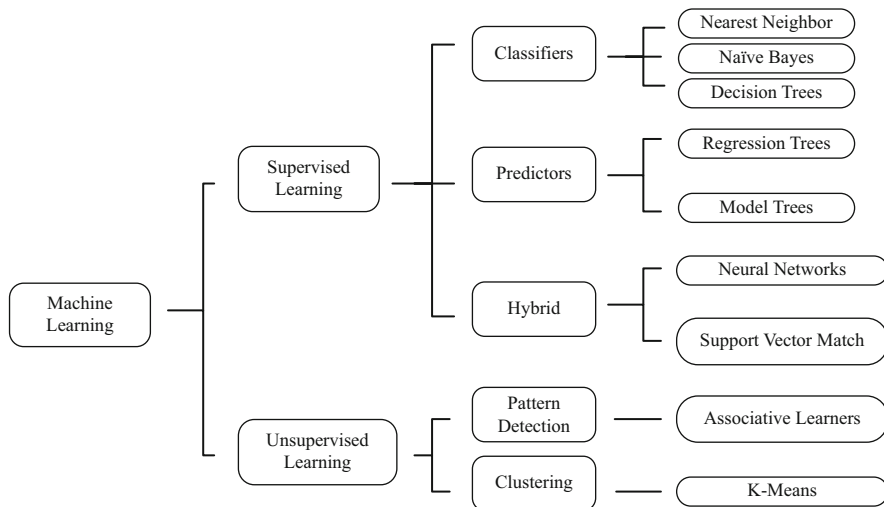 Machine
Learning
Supervised
Learning
Unsupervised
Learning
Classifiers
Predictors
Hybrid
Pattern
Detection
Clustering
Nearest Neighbor
Naïve Bayes
Decision Trees
Regression Trees
Model Trees
Neural Networks
Support Vector Match
Associative Learners
K-Means